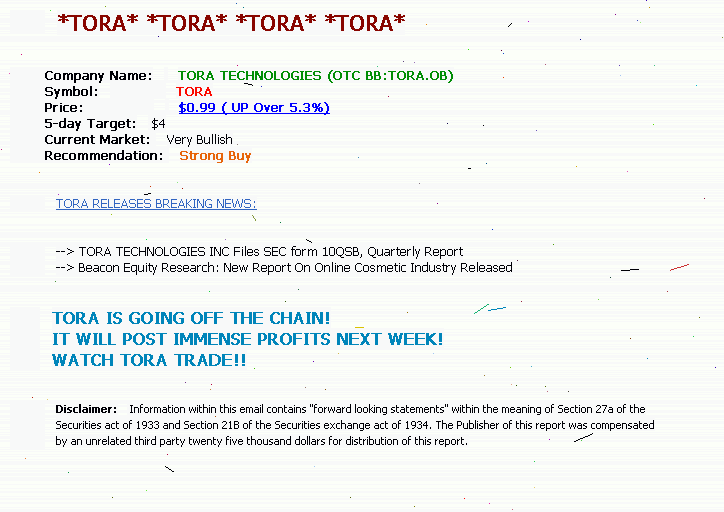 *TORA* *TORA* *TORA* *TORA*
Company Name: TORA TECHNOLOGIES (OTC BB:TORA.OB)
Symbol: TORA
Price: $0.99 ( UP Over 5.3%)
5-day Target: $4
Current Market: Very Bullish
Recommendation: Strong Buy
TORA RELEASES BREAKING NEWS:
--> TORA TECHNOLOGIES INC Files SEC form 10QSB, Quarterly Report
--> Beacon Equity Research: New Report On Online Cosmetic Industry Released
TORA IS GOING OFF THE CHAIN!
IT WILL POST IMMENSE PROFITS NEXT WEEK!
WATCH TORA TRADE!!
Disclaimer: Information within this email contains "forward looking statements" within the meaning of Section 27a of the
Securities act of 1933 and Section 21B of the Securities exchange act of 1934. The Publisher of this report was compensated
by an unrelated third party twenty five thousand dollars for distribution of this report.